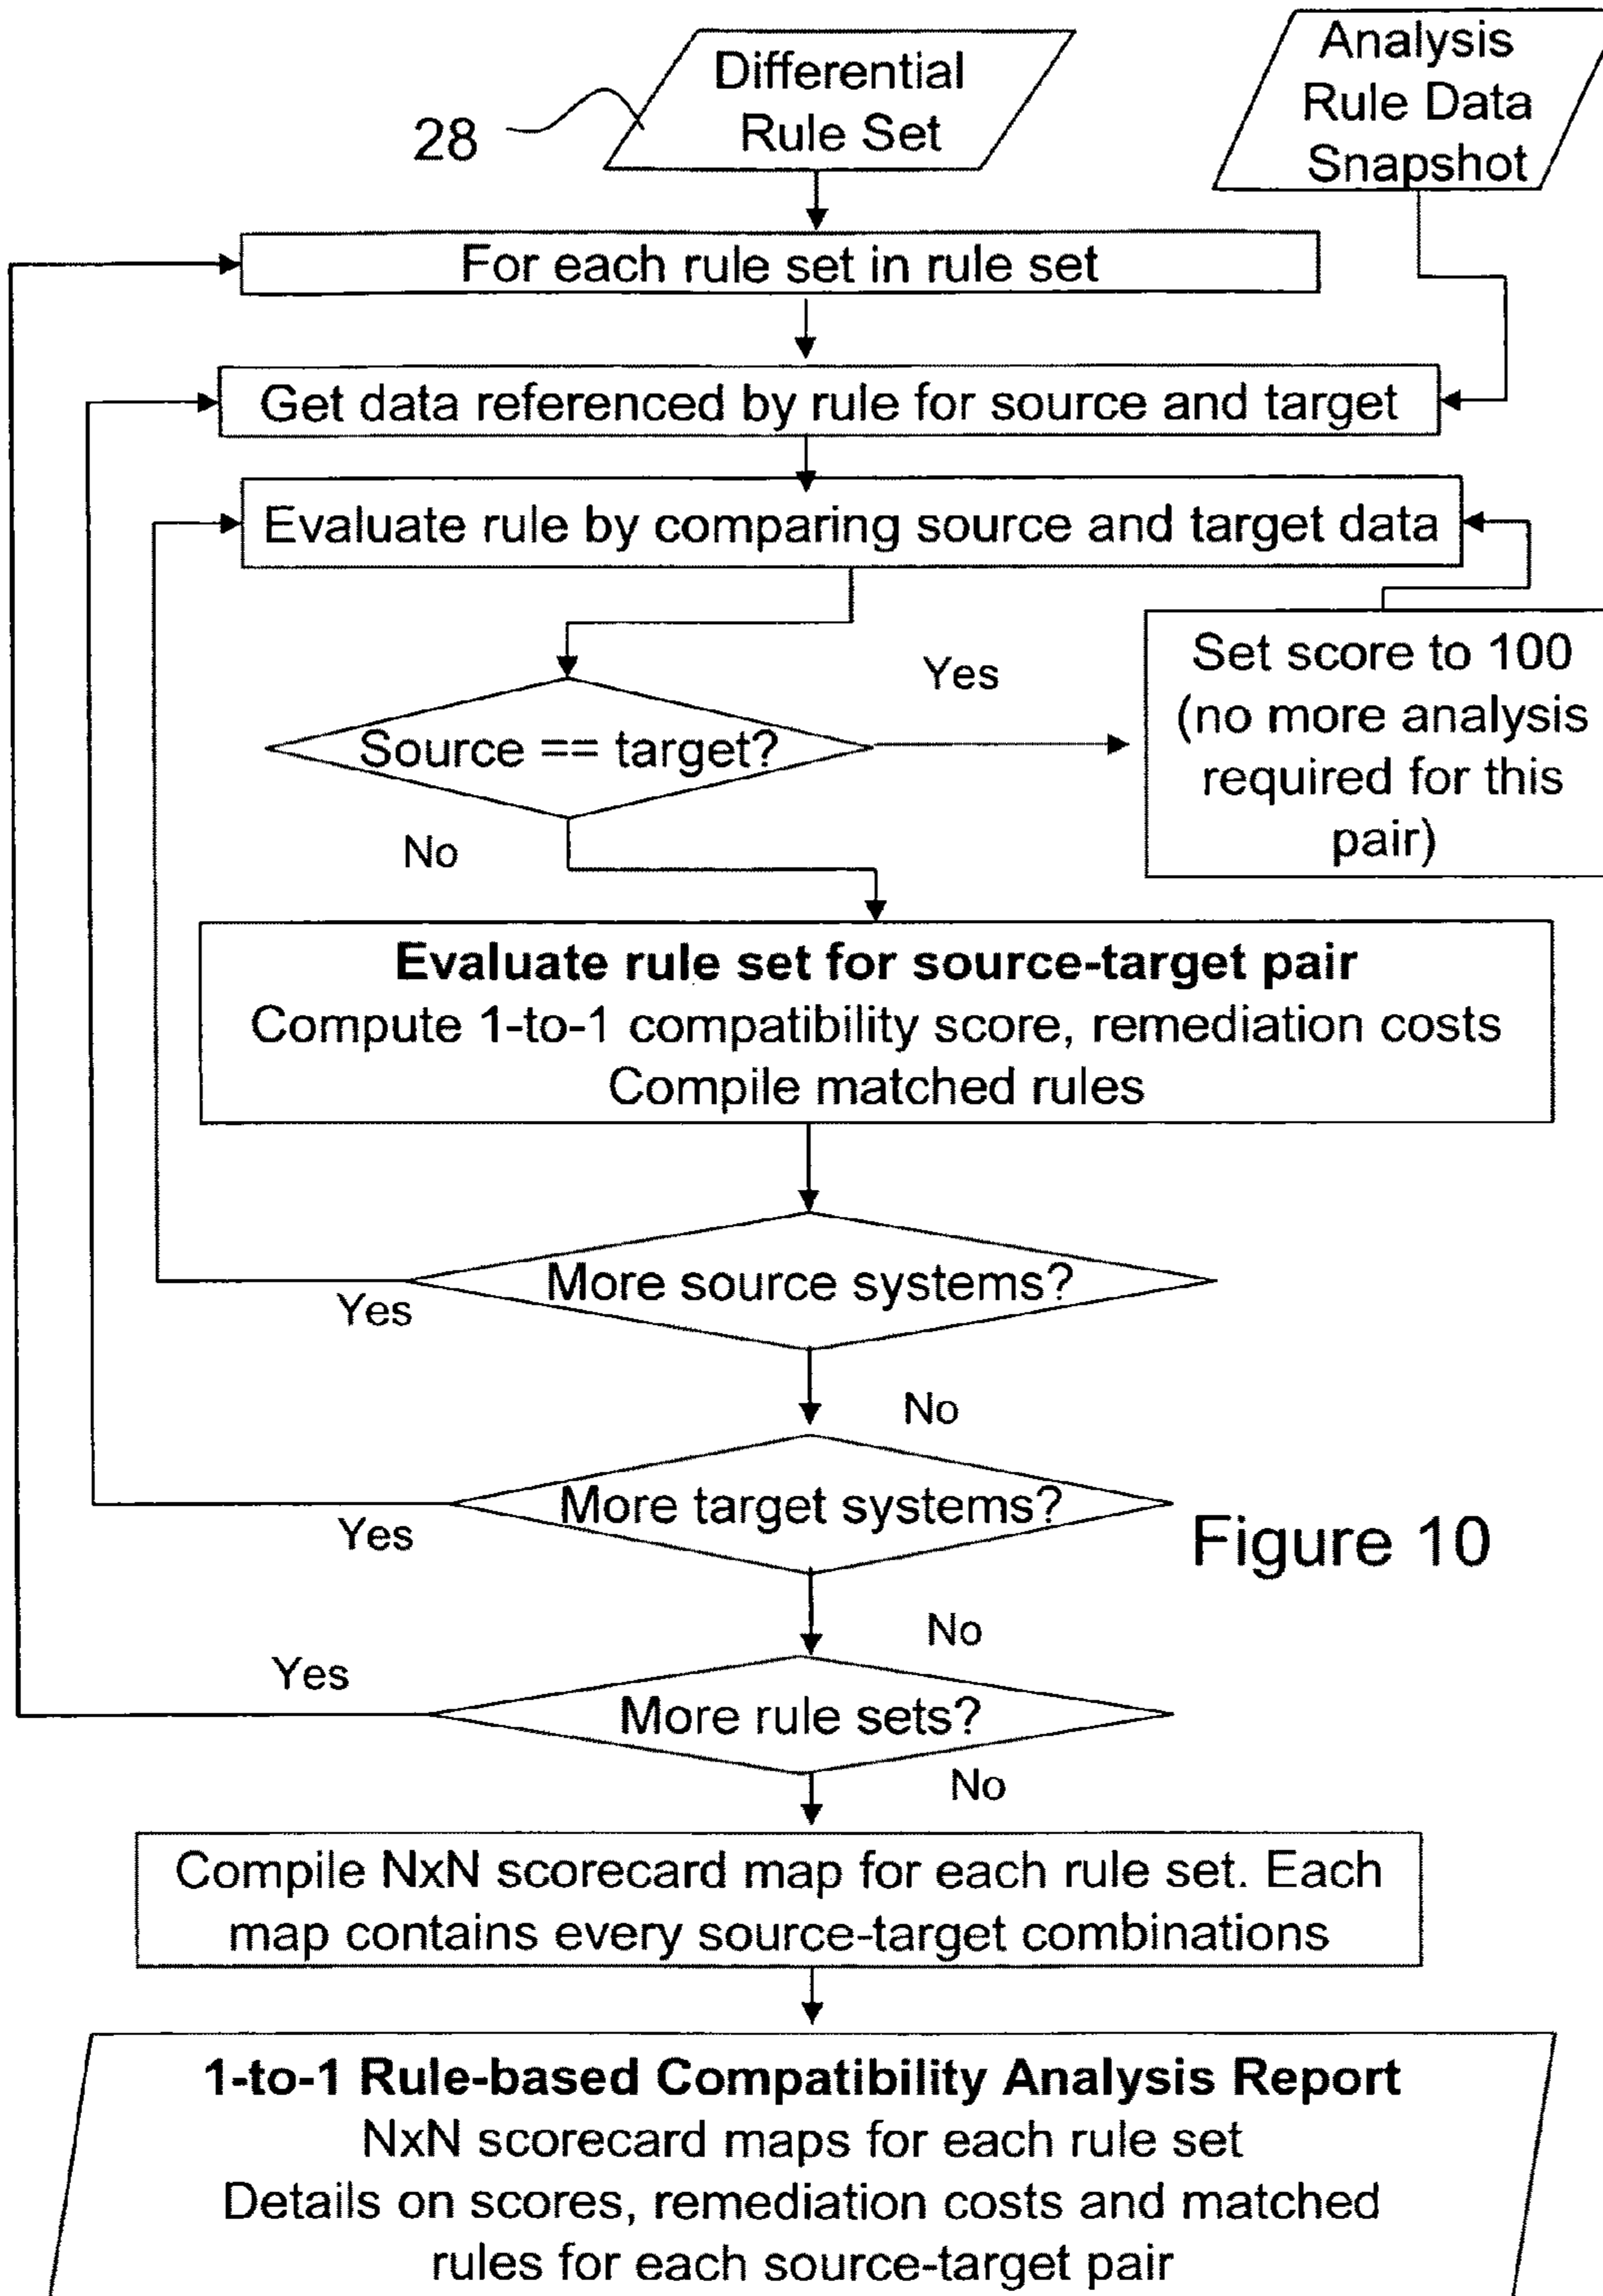 Differential
Rule Set
Analysis
Rule Data
Snapshot
28
For each rule set in rule set
Get data referenced by rule for source and target
Evaluate rule by comparing source and target data
Source == target?
Yes
Set score to 100
(no more analysis
required for this
pair)
No
Evaluate rule set for source-target pair
Compute 1-to-1 compatibility score, remediation costs
Compile matched rules
More source systems?
Yes
No
More target systems?
Yes
Figure 10
No
Yes
More rule sets?
No
Compile NxN scorecard map for each rule set. Each
map contains every source-target combinations
1-to-1 Rule-based Compatibility Analysis Report
NxN scorecard maps for each rule set
Details on scores, remediation costs and matched
rules for each source-target pair